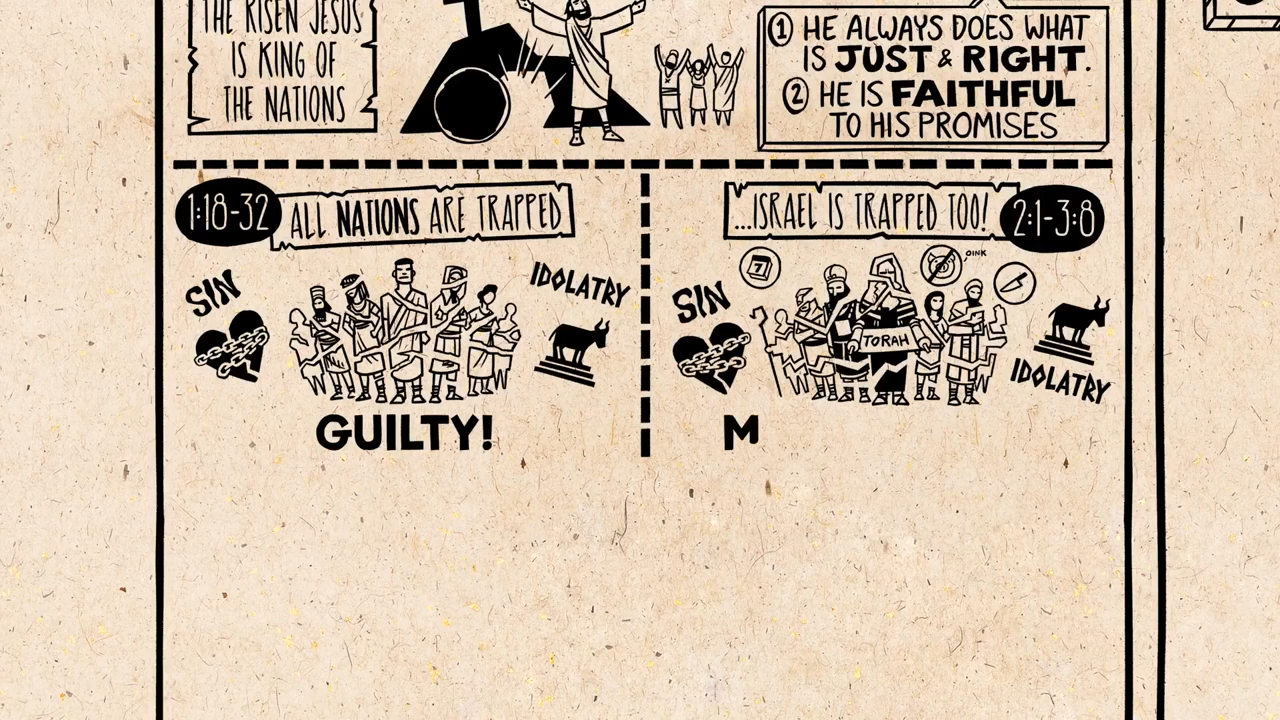 THE RISEN JESUS
IS KING OF
THE NATIONS
1 HE ALWAYS DOES WHAT
IS JUST & RIGHT.
2 HE IS FAITHFUL
TO HIS PROMISES
1:18-32
ALL NATIONS ARE TRAPPED
SIN
IDOLATRY
GUILTY!
...ISRAEL IS TRAPPED TOO!
2:1-3:8
SIN
7
OINK
TORAH
IDOLATRY
M